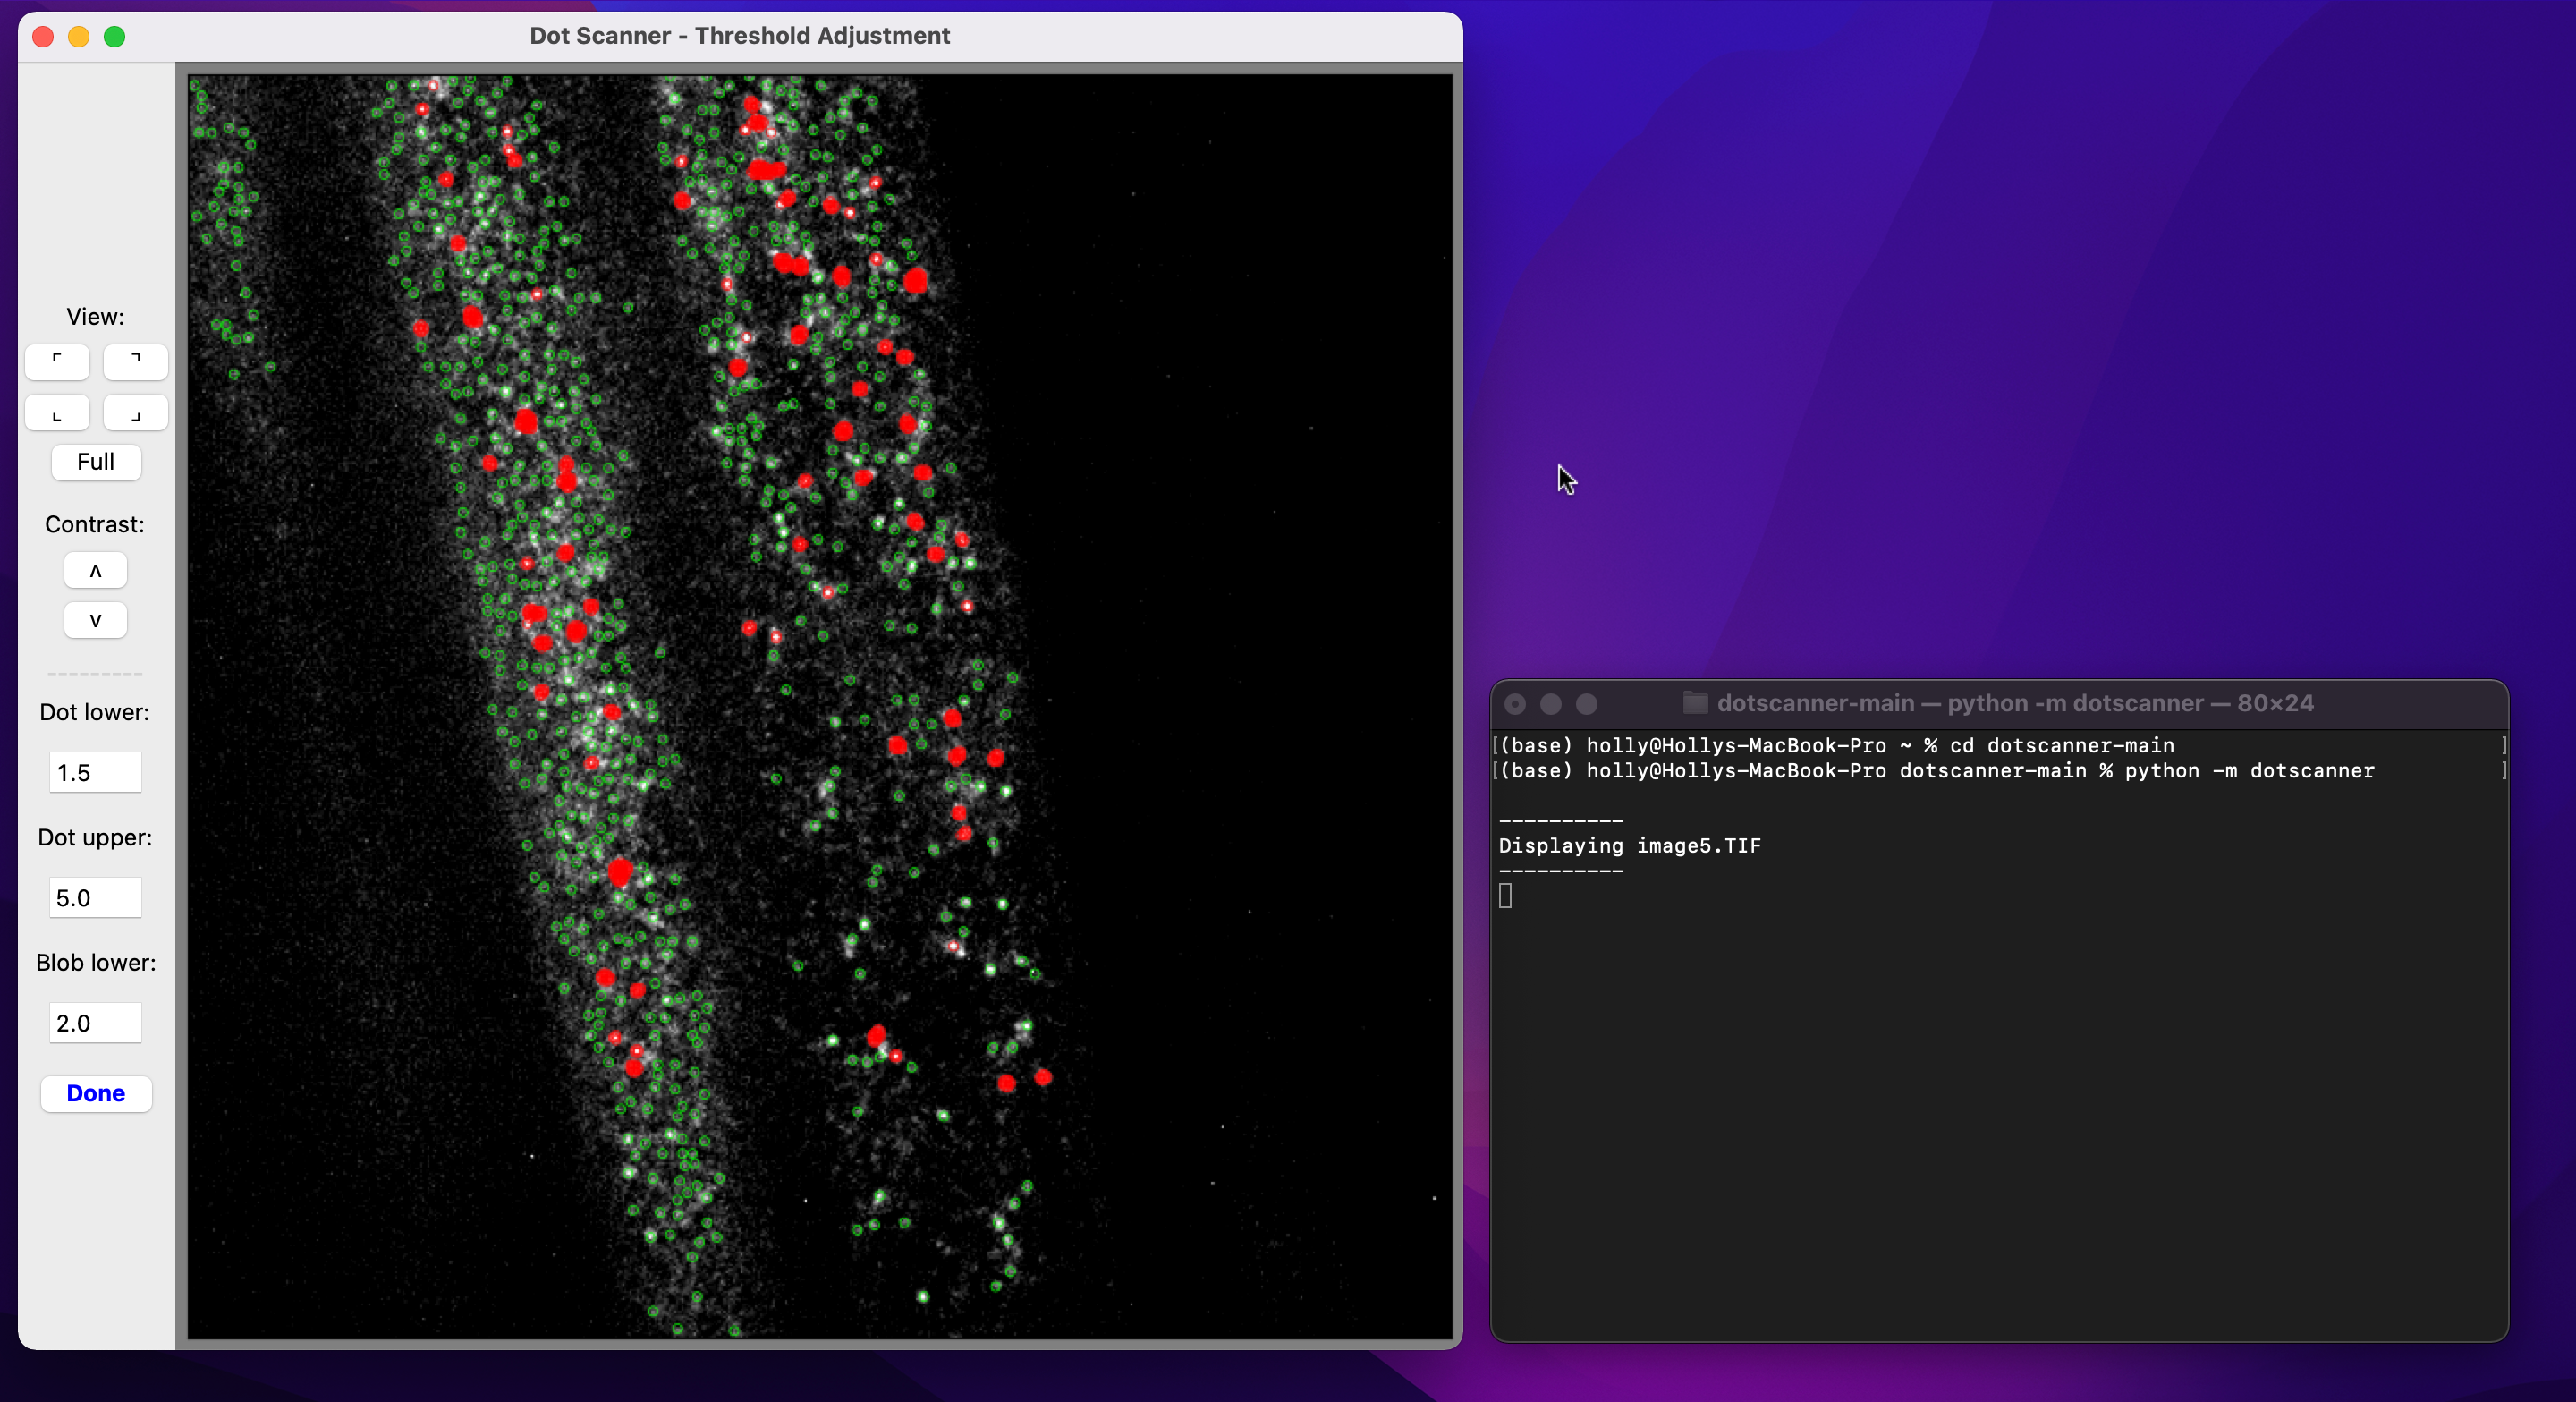 Dot Scanner - Threshold Adjustment
View:
⌜ ⌝
⌞ ⌟
Full
Contrast:
ʌ
v
----------
Dot lower:
1.5
Dot upper:
5.0
Blob lower:
2.0
Done
dotscanner-main — python -m dotscanner — 80×24
[(base) holly@Hollys-MacBook-Pro ~ % cd dotscanner-main ]
[(base) holly@Hollys-MacBook-Pro dotscanner-main % python -m dotscanner ]
----------
Displaying image5.TIF
----------